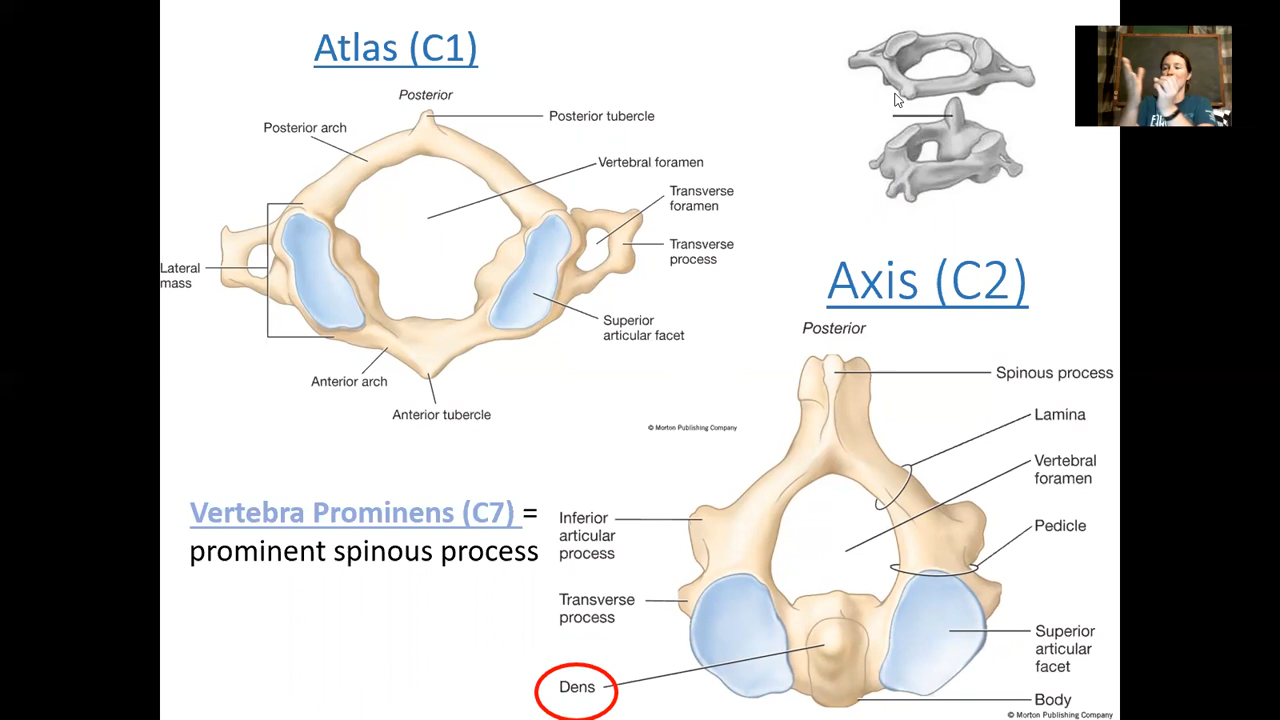 Atlas (C1)
Posterior
Posterior arch
Posterior tubercle
Vertebral foramen
Transverse
foramen
Transverse
process
Lateral
mass
Superior
articular facet
Anterior arch
Anterior tubercle
© Morton Publishing Company
Axis (C2)
Posterior
Spinous process
Lamina
Vertebral
foramen
Pedicle
Inferior
articular
process
Transverse
process
Superior
articular
facet
Dens
Body
© Morton Publishing Company
Vertebra Prominens (C7) =
prominent spinous process